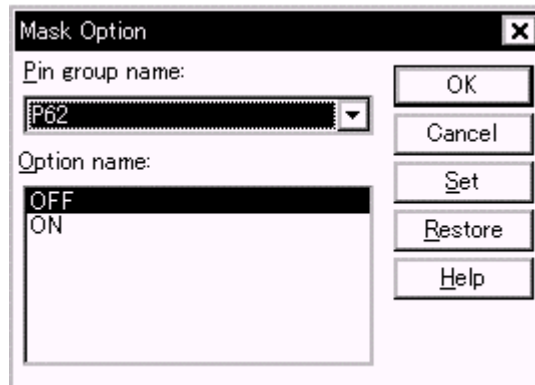 Mask Option
Pin group name:
P62
Option name:
OFF
ON
OK
Cancel
Set
Restore
Help